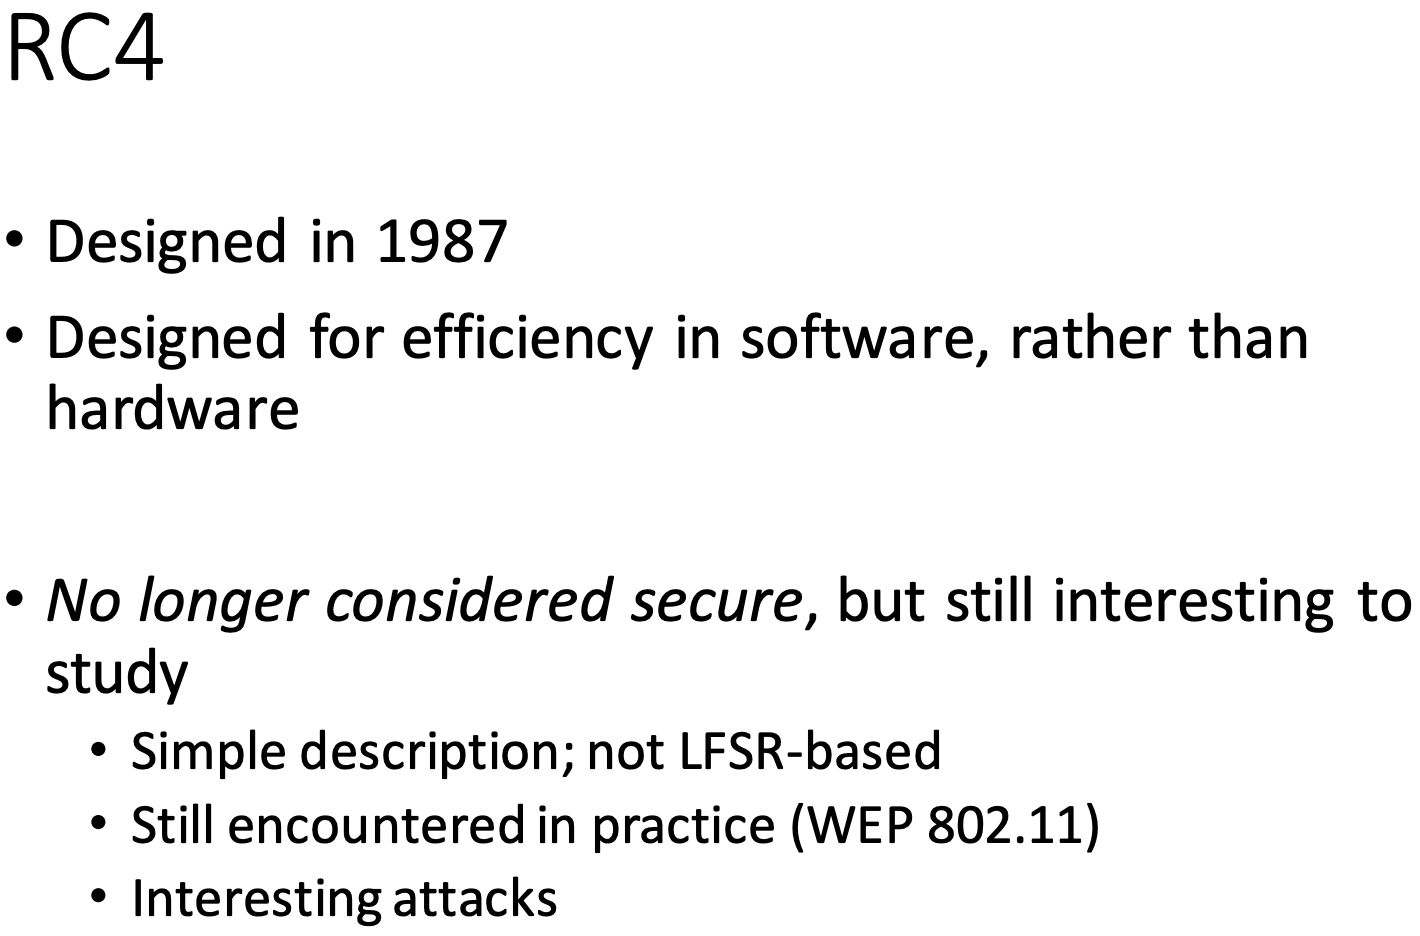 RC4
• Designed in 1987
• Designed for efficiency in software, rather than
hardware
• No longer considered secure, but still interesting to
study
• Simple description; not LFSR-based
• Still encountered in practice (WEP 802.11)
• Interesting attacks